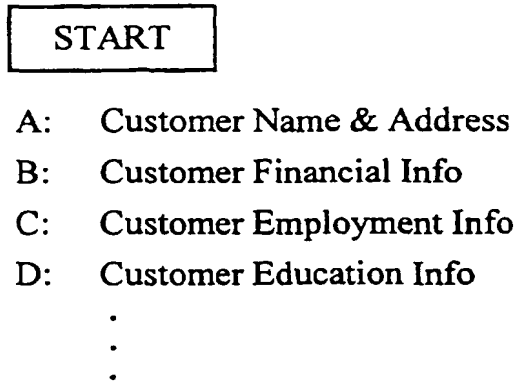 START
A: Customer Name & Address
B: Customer Financial Info
C: Customer Employment Info
D: Customer Education Info
.
.
.